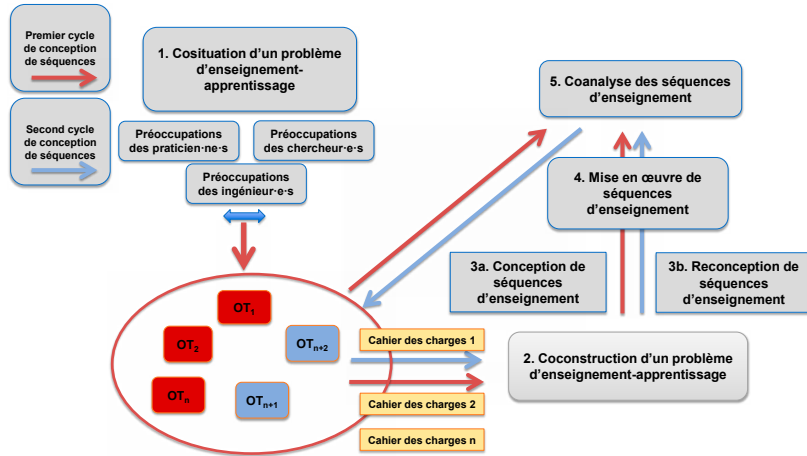 Premier cycle
de conception
de séquences
Second cycle
de conception
de séquences
1. Cosituation d'un problème
d'enseignement-
apprentissage
Préoccupations
des praticien·ne·s
Préoccupations
des chercheur·e·s
Préoccupations
des ingénieur·e·s
5. Coanalyse des séquences
d'enseignement
4. Mise en œuvre de
séquences
d'enseignement
3a. Conception de
séquences
d'enseignement
3b. Reconception de
séquences
d'enseignement
OT1
OT2
OTn+2
OTn
OTn+1
Cahier des charges 1
Cahier des charges 2
Cahier des charges n
2. Coconstruction d'un problème
d'enseignement-apprentissage